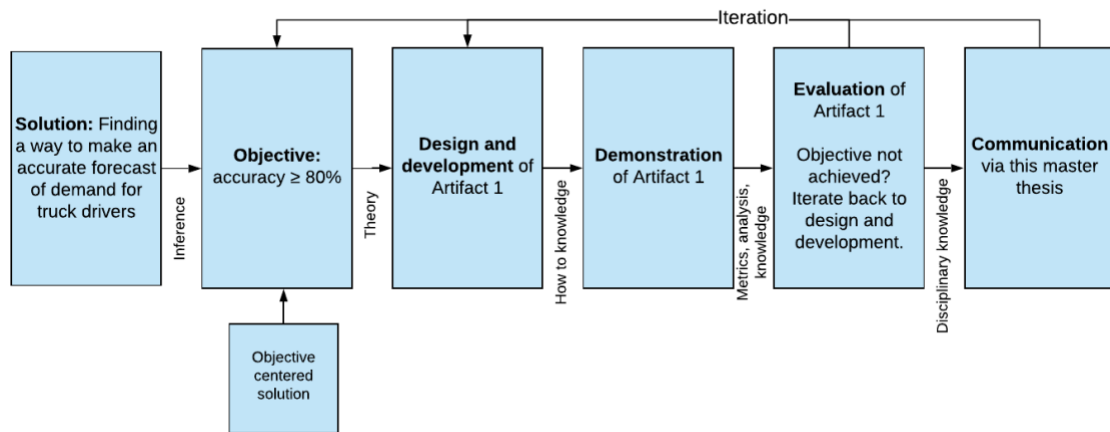 Iteration
Solution: Finding
a way to make an
accurate forecast
of demand for
truck drivers
Inference
Objective:
accuracy ≥ 80%
Theory
Design and
development of
Artifact 1
How to knowledge
Demonstration
of Artifact 1
Metrics, analysis,
knowledge
Evaluation of
Artifact 1
Objective not
achieved?
Iterate back to
design and
development.
Disciplinary knowledge
Communication
via this master
thesis
Objective
centered
solution